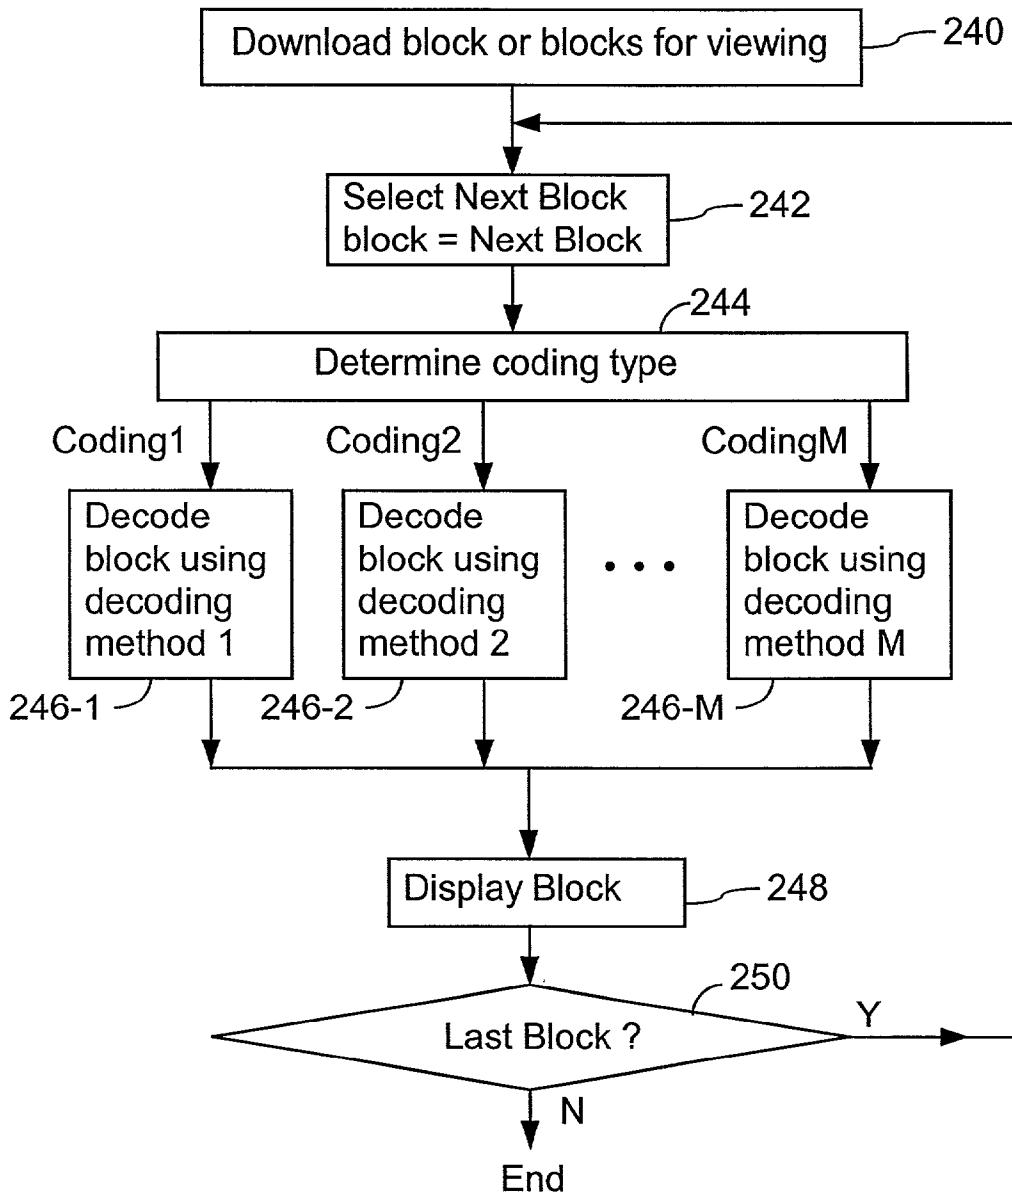 Download block or blocks for viewing
240
Select Next Block
block = Next Block
242
244
Determine coding type
Coding1
Coding2
CodingM
Decode
block using
decoding
method 1
Decode
block using
decoding
method 2
• • •
Decode
block using
decoding
method M
246-1
246-2
246-M
Display Block
248
250
Last Block ?
Y
N
End